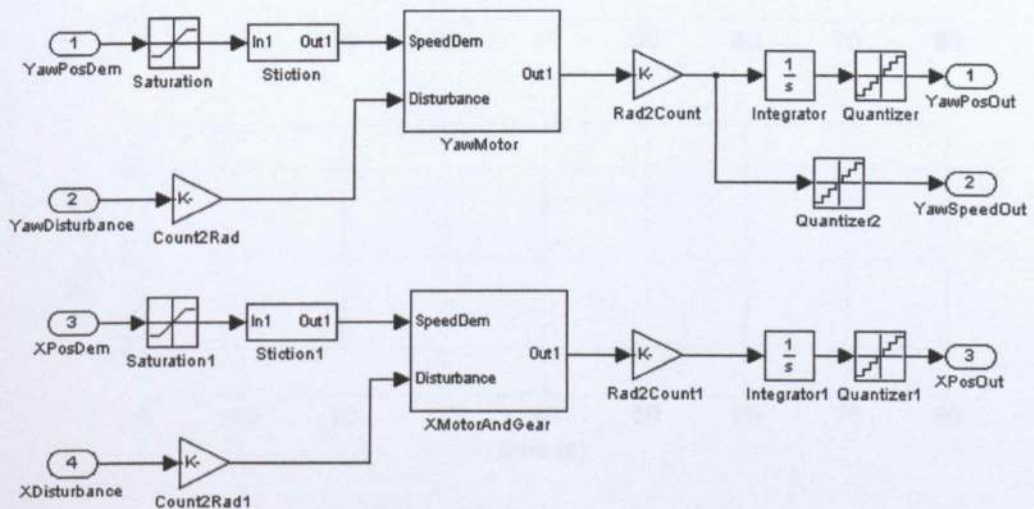 1
YawPosDem
Saturation
In1 Out1
Stiction
SpeedDem
Disturbance
Out1
YawMotor
K-
Rad2Count
1
s
Integrator
Quantizer
1
YawPosOut
2
YawDisturbance
K-
Count2Rad
Quantizer2
2
YawSpeedOut
3
XPosDem
Saturation1
In1 Out1
Stiction1
SpeedDem
Disturbance
Out1
XMotorAndGear
K-
Rad2Count1
1
s
Integrator1
Quantizer1
3
XPosOut
4
XDisturbance
K-
Count2Rad1